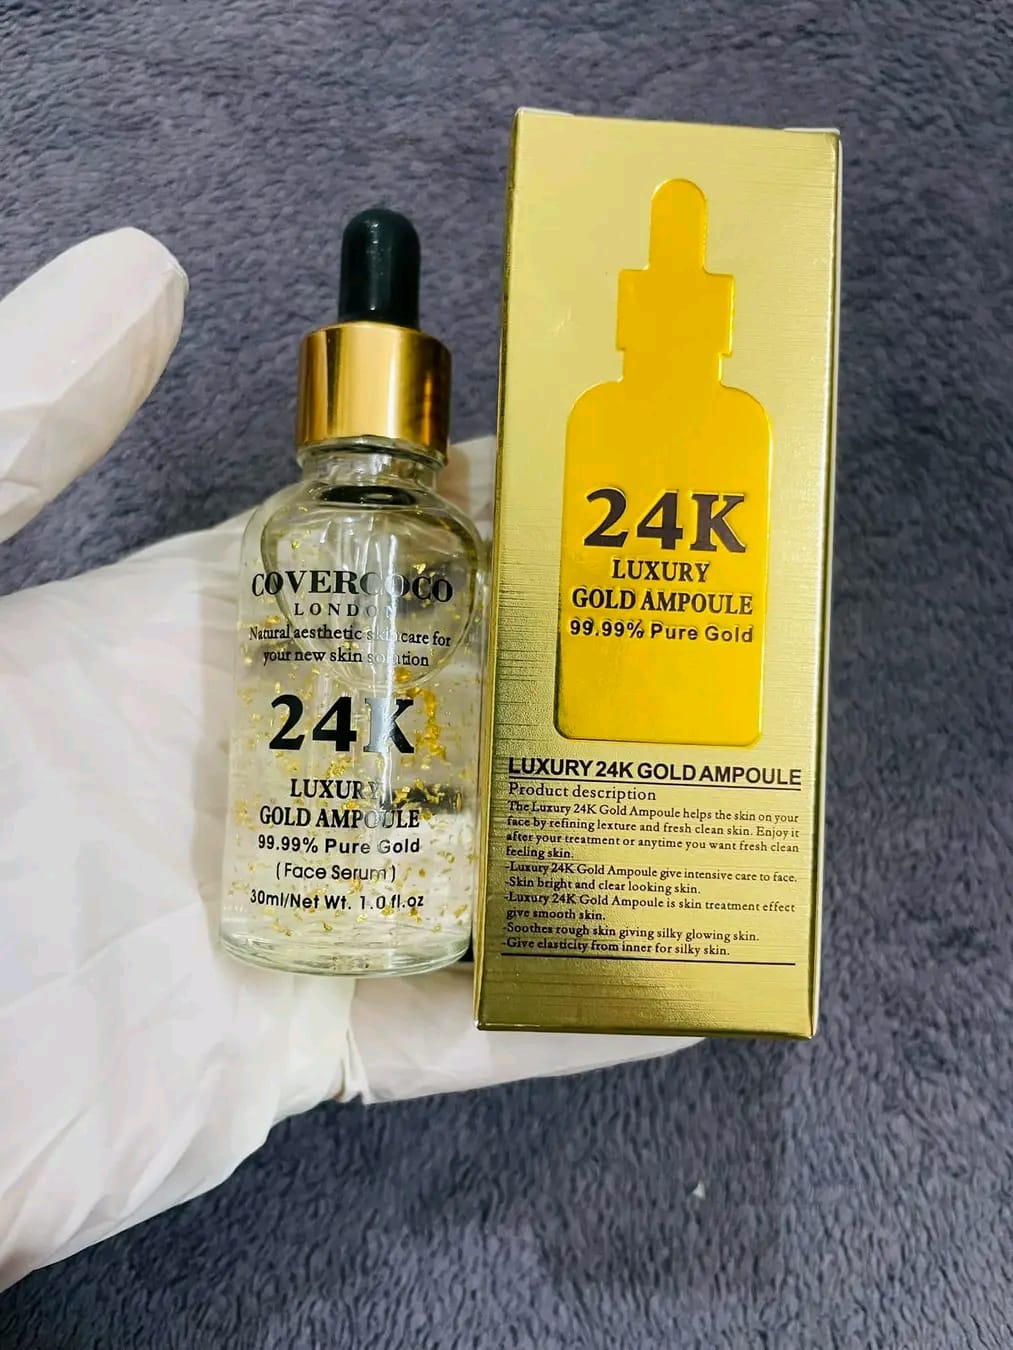 COVERCOCO
LONDON
Natural aesthetic skincare for
your new skin solution
24K
LUXURY
GOLD AMPOULE
99.99% Pure Gold
(Face Serum)
30ml/Net Wt. 1.0fl.oz
24K
LUXURY
GOLD AMPOULE
99.99% Pure Gold
LUXURY 24K GOLD AMPOULE
Product description
The Luxury 24K Gold Ampoule helps the skin on your
face by refining lexture and fresh clean skin. Enjoy it
after your treatment or anytime you want fresh clean
feeling skin.
-Luxury 24K Gold Ampoule give intensive care to face.
-Skin bright and clear looking skin.
-Luxury 24K Gold Ampoule is skin treatment effect
give smooth skin.
-Soothes rough skin giving silky glowing skin.
-Give elasticity from inner for silky skin.